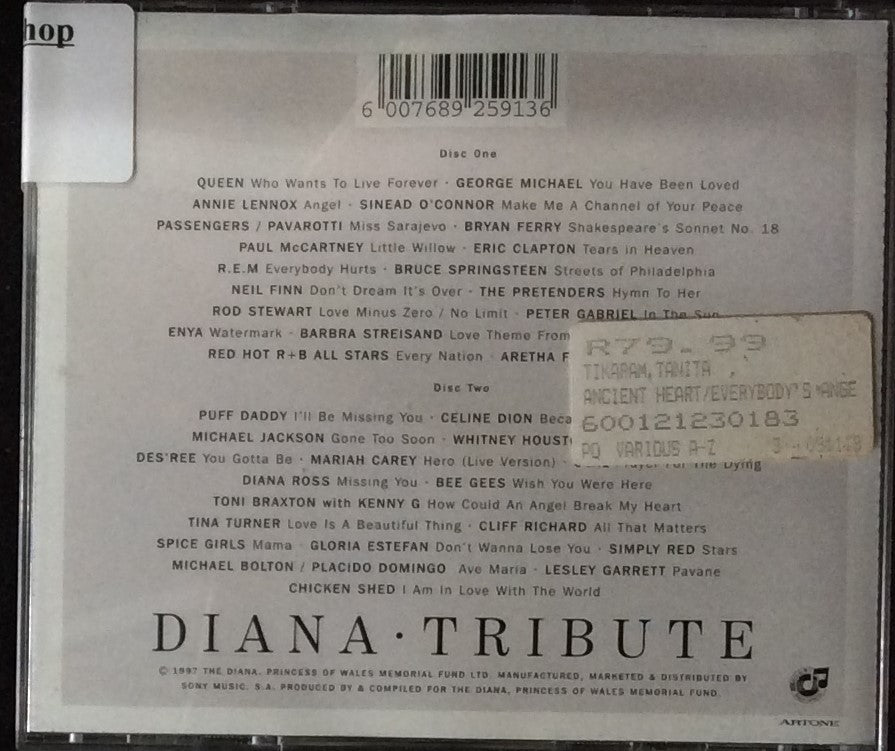 hop
6 007689 259136
Disc One
QUEEN Who Wants To Live Forever · GEORGE MICHAEL You Have Been Loved
ANNIE LENNOX Angel · SINEAD O'CONNOR Make Me A Channel of Your Peace
PASSENGERS / PAVAROTTI Miss Sarajevo · BRYAN FERRY Shakespeare's Sonnet No. 18
PAUL McCARTNEY Little Willow · ERIC CLAPTON Tears in Heaven
R.E.M Everybody Hurts · BRUCE SPRINGSTEEN Streets of Philadelphia
NEIL FINN Don't Dream It's Over · THE PRETENDERS Hymn To Her
ROD STEWART Love Minus Zero / No Limit · PETER GABRIEL In The Sun
ENYA Watermark · BARBRA STREISAND Love Theme From
RED HOT R+B ALL STARS Every Nation · ARETHA F
R79.99
TIKARAM, TANITA
ANCIENT HEART/EVERYBODY'S ANGE
600121230183
PQ VARIOUS A-Z
Disc Two
PUFF DADDY I'll Be Missing You · CELINE DION Beca
MICHAEL JACKSON Gone Too Soon · WHITNEY HOUST
DES'REE You Gotta Be · MARIAH CAREY Hero (Live Version) · For The Dying
DIANA ROSS Missing You · BEE GEES Wish You Were Here
TONI BRAXTON with KENNY G How Could An Angel Break My Heart
TINA TURNER Love Is A Beautiful Thing · CLIFF RICHARD All That Matters
SPICE GIRLS Mama · GLORIA ESTEFAN Don't Wanna Lose You · SIMPLY RED Stars
MICHAEL BOLTON / PLACIDO DOMINGO Ave Maria · LESLEY GARRETT Pavane
CHICKEN SHED I Am In Love With The World
DIANA · TRIBUTE
© 1997 THE DIANA, PRINCESS OF WALES MEMORIAL FUND LTD. MANUFACTURED, MARKETED & DISTRIBUTED BY
SONY MUSIC. S.A. PRODUCED BY & COMPILED FOR THE DIANA, PRINCESS OF WALES MEMORIAL FUND.
ARTONE